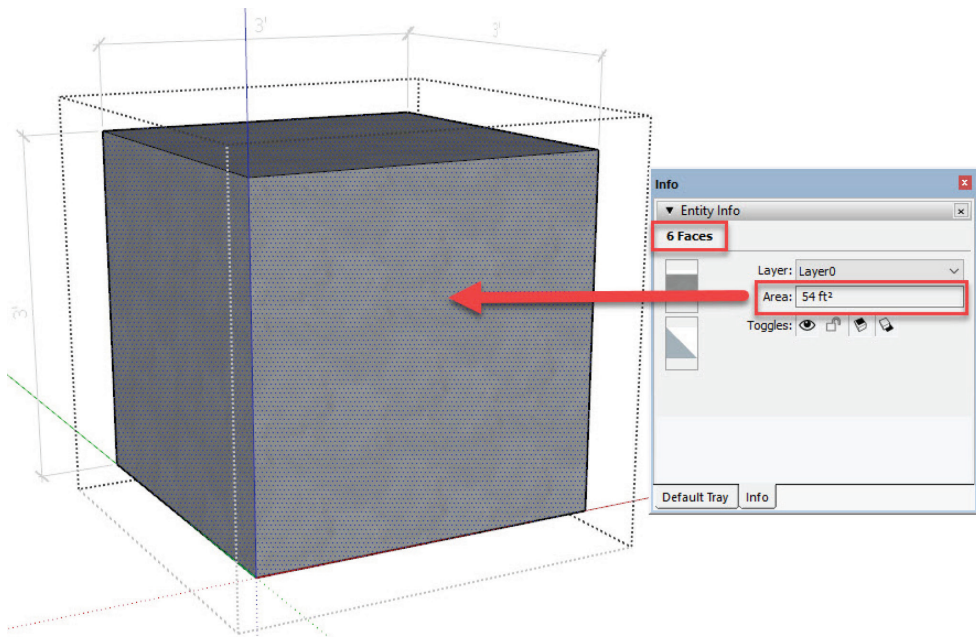 3'
3'
3'
Info
Entity Info
6 Faces
Layer: Layer0
Area: 54 ft²
Toggles:
Default Tray Info